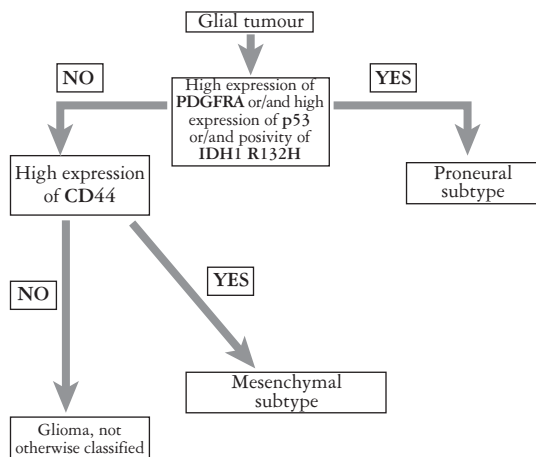 Glial tumour
NO
YES
High expression of
PDGFRA or/and high
expression of p53
or/and posivity of
IDH1 R132H
High expression
of CD44
Proneural
subtype
NO
YES
Mesenchymal
subtype
Glioma, not
otherwise classified